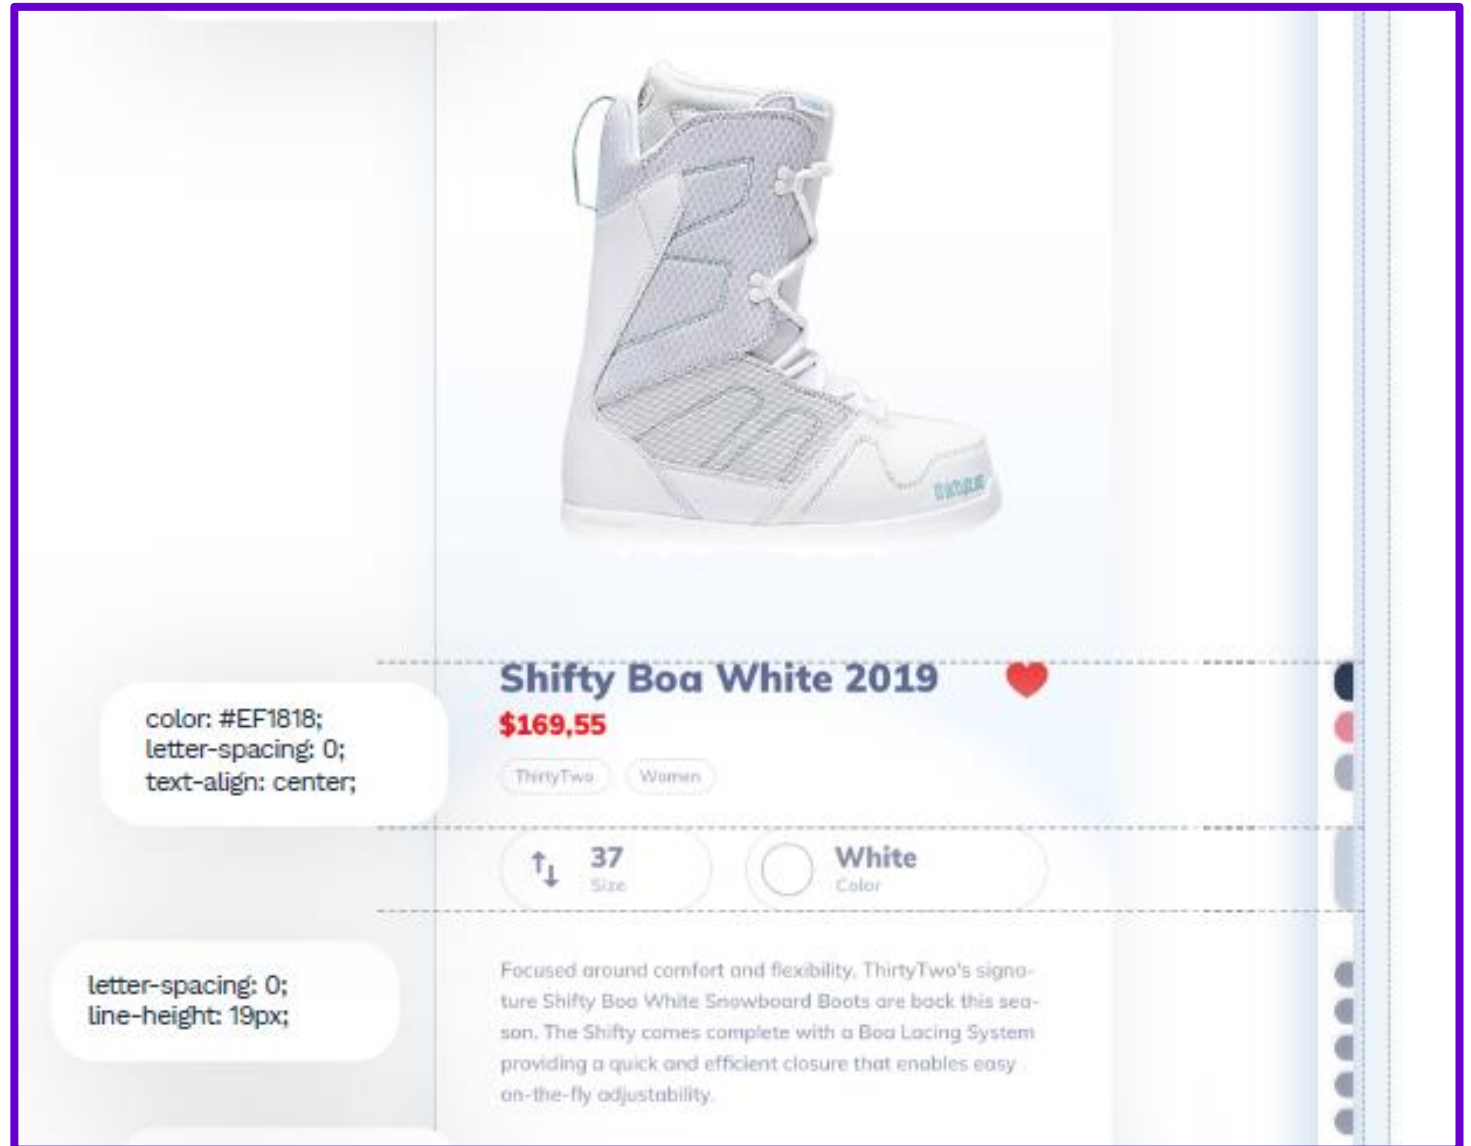 Shifty Boa White 2019
$169,55
color: #EF1818;
letter-spacing: 0;
text-align: center;
ThirtyTwo Women
37
Size
White
Color
letter-spacing: 0;
line-height: 19px;
Focused around comfort and flexibility, ThirtyTwo's signa-
ture Shifty Boa White Snowboard Boots are back this sea-
son. The Shifty comes complete with a Boa Lacing System
providing a quick and efficient closure that enables easy
on-the-fly adjustability.